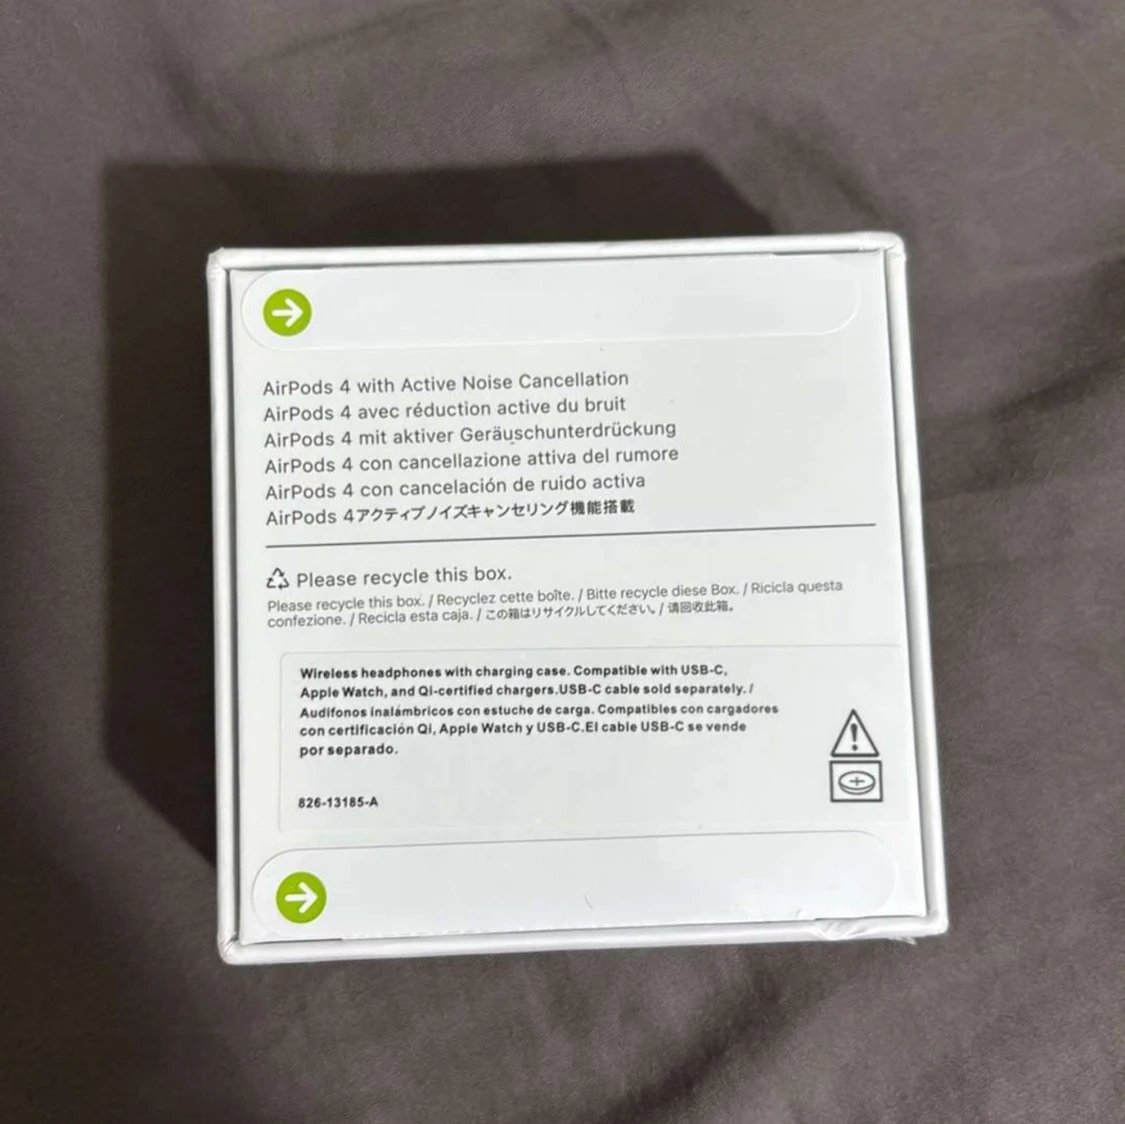 AirPods 4 with Active Noise Cancellation
AirPods 4 avec réduction active du bruit
AirPods 4 mit aktiver Geräuschunterdrückung
AirPods 4 con cancellazione attiva del rumore
AirPods 4 con cancelación de ruido activa
AirPods 4アクティブノイズキャンセリング機能搭載
Please recycle this box.
Please recycle this box. / Recyclez cette boîte. / Bitte recycle diese Box. / Ricicla questa
confezione. / Recicla esta caja. / この箱はリサイクルしてください。/ 请回收此箱。
Wireless headphones with charging case. Compatible with USB-C,
Apple Watch, and Qi-certified chargers.USB-C cable sold separately. /
Audífonos inalámbricos con estuche de carga. Compatibles con cargadores
con certificación Qi, Apple Watch y USB-C.El cable USB-C se vende
por separado.
826-13185-A